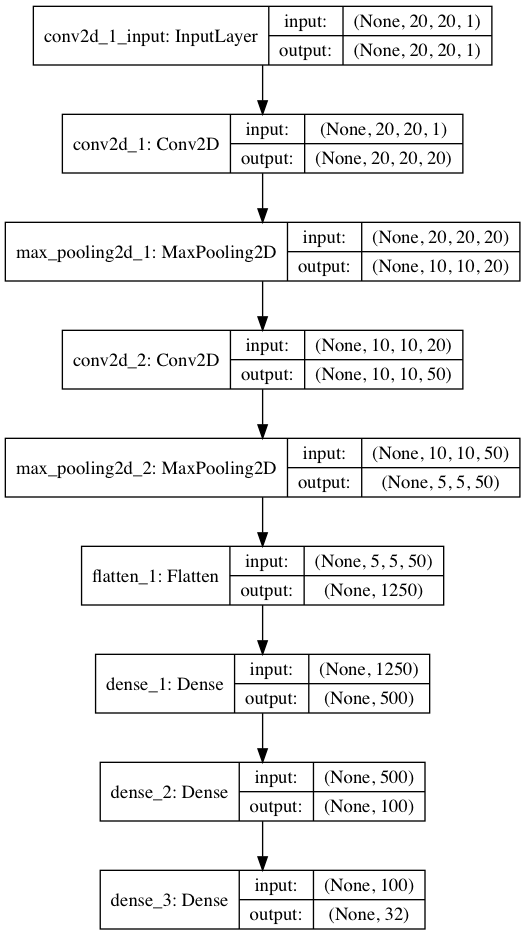 conv2d_1_input: InputLayer
input: (None, 20, 20, 1)
output: (None, 20, 20, 1)
conv2d_1: Conv2D
input: (None, 20, 20, 1)
output: (None, 20, 20, 20)
max_pooling2d_1: MaxPooling2D
input: (None, 20, 20, 20)
output: (None, 10, 10, 20)
conv2d_2: Conv2D
input: (None, 10, 10, 20)
output: (None, 10, 10, 50)
max_pooling2d_2: MaxPooling2D
input: (None, 10, 10, 50)
output: (None, 5, 5, 50)
flatten_1: Flatten
input: (None, 5, 5, 50)
output: (None, 1250)
dense_1: Dense
input: (None, 1250)
output: (None, 500)
dense_2: Dense
input: (None, 500)
output: (None, 100)
dense_3: Dense
input: (None, 100)
output: (None, 32)